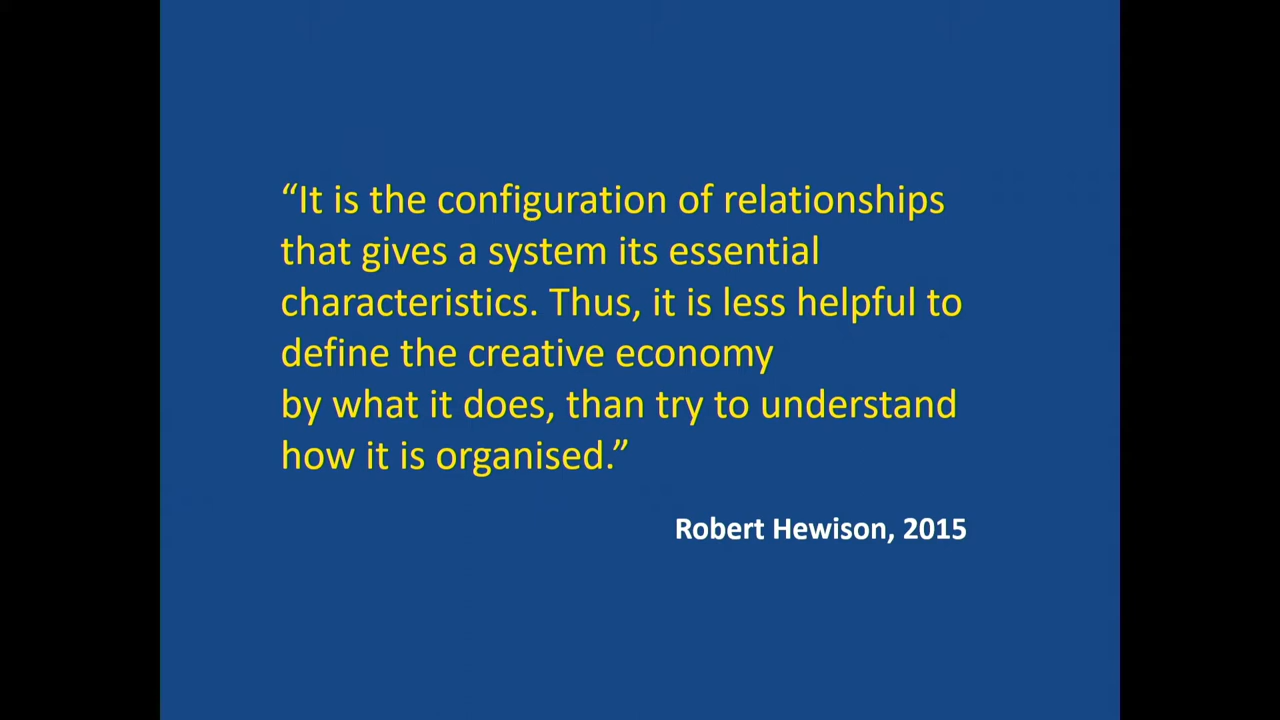 “It is the configuration of relationships
that gives a system its essential
characteristics. Thus, it is less helpful to
define the creative economy
by what it does, than try to understand
how it is organised.”
Robert Hewison, 2015